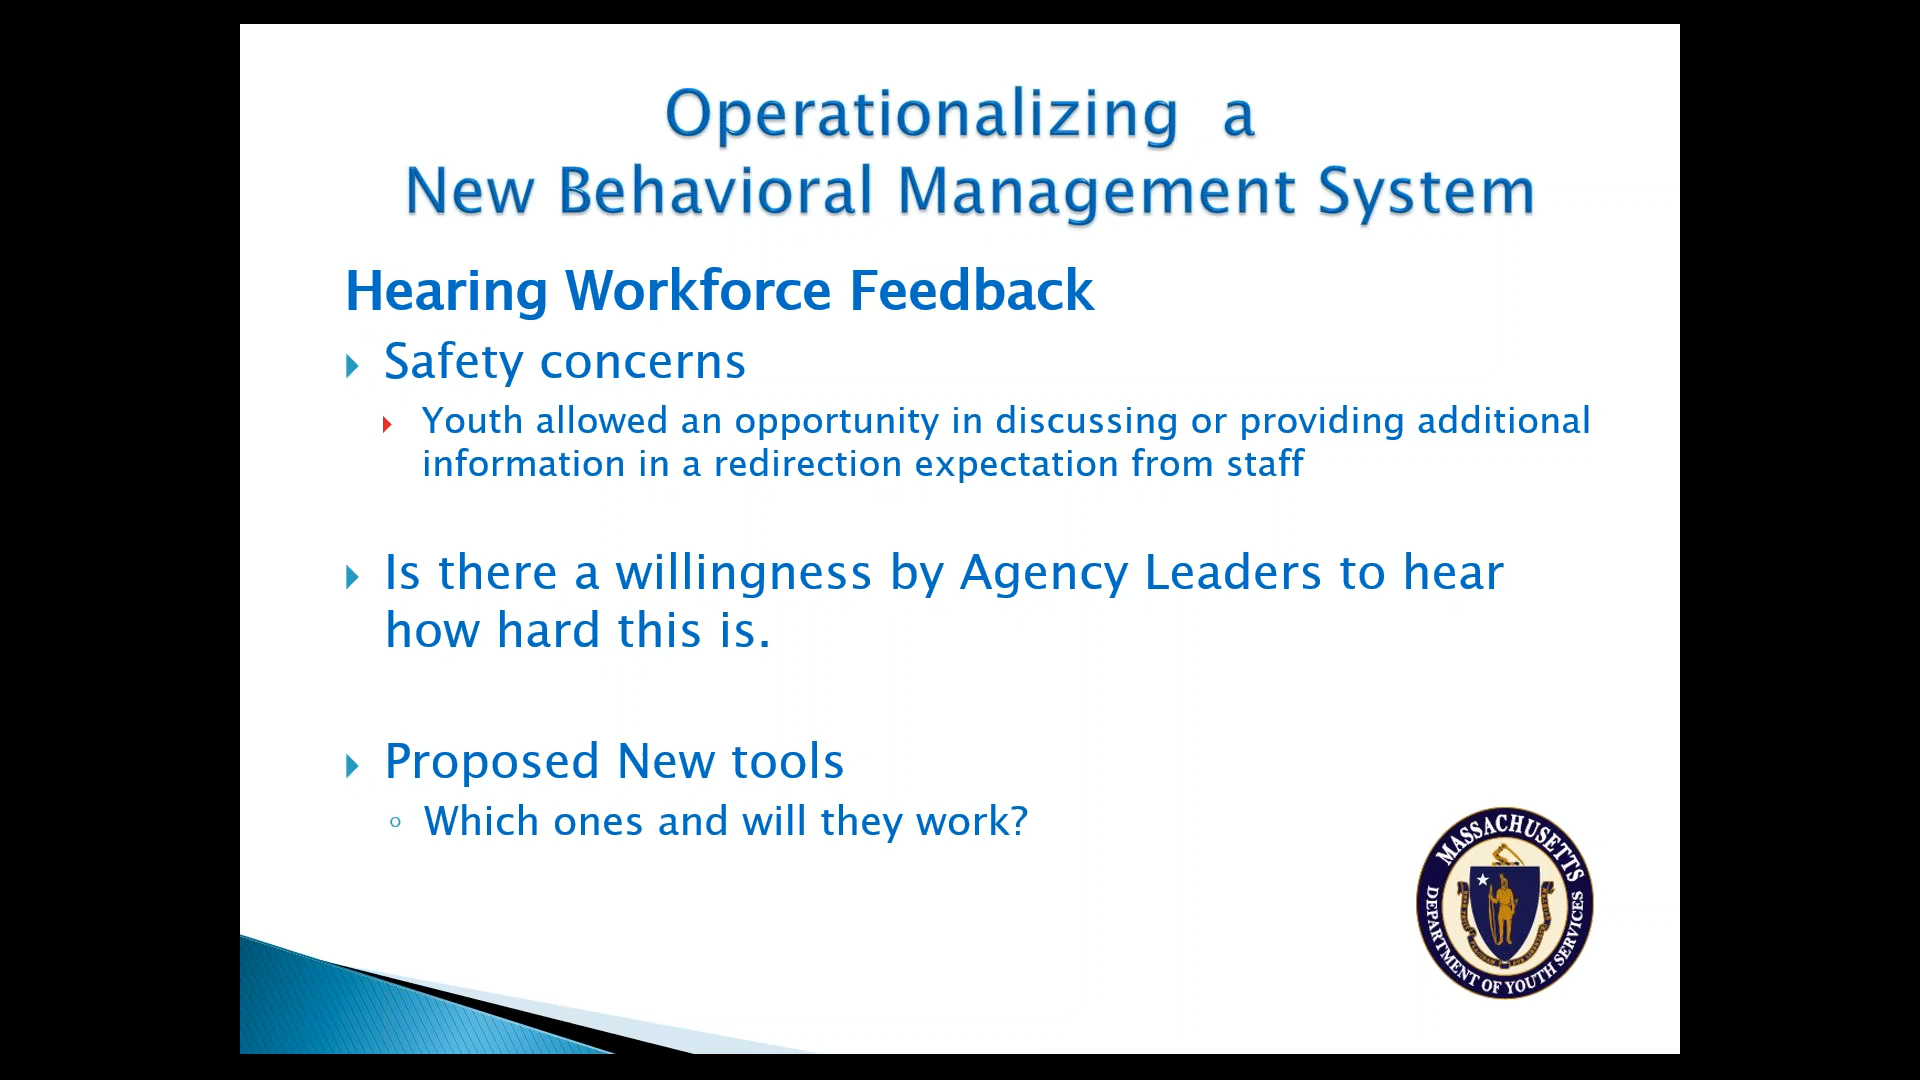 Operationalizing a
New Behavioral Management System
Hearing Workforce Feedback
Safety concerns
Youth allowed an opportunity in discussing or providing additional
information in a redirection expectation from staff
Is there a willingness by Agency Leaders to hear
how hard this is.
Proposed New tools
Which ones and will they work?
MASSACHUSETTS
DEPARTMENT OF YOUTH SERVICES